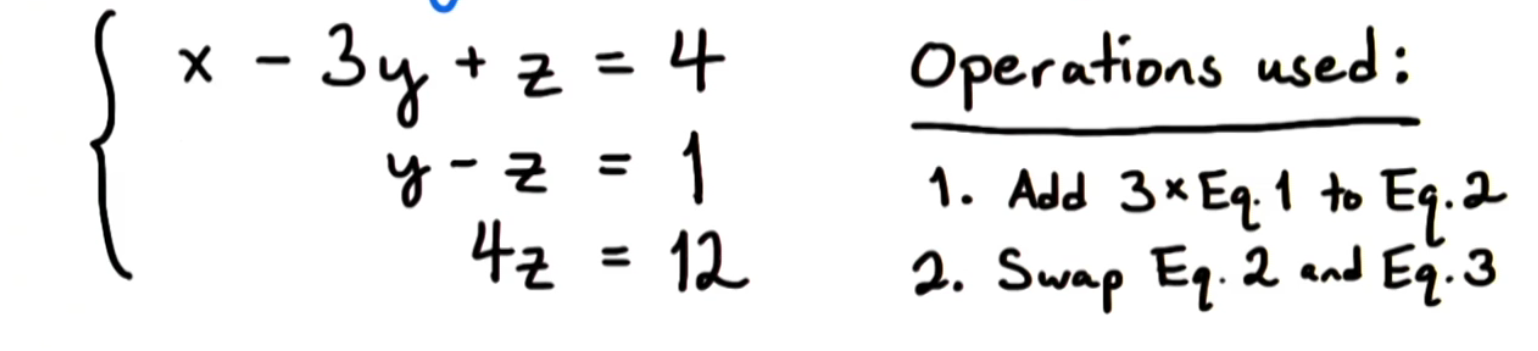 x - 3y + z = 4
y - z = 1
4z = 12
Operations used:
1. Add 3×Eq.1 to Eq.2
2. Swap Eq.2 and Eq.3